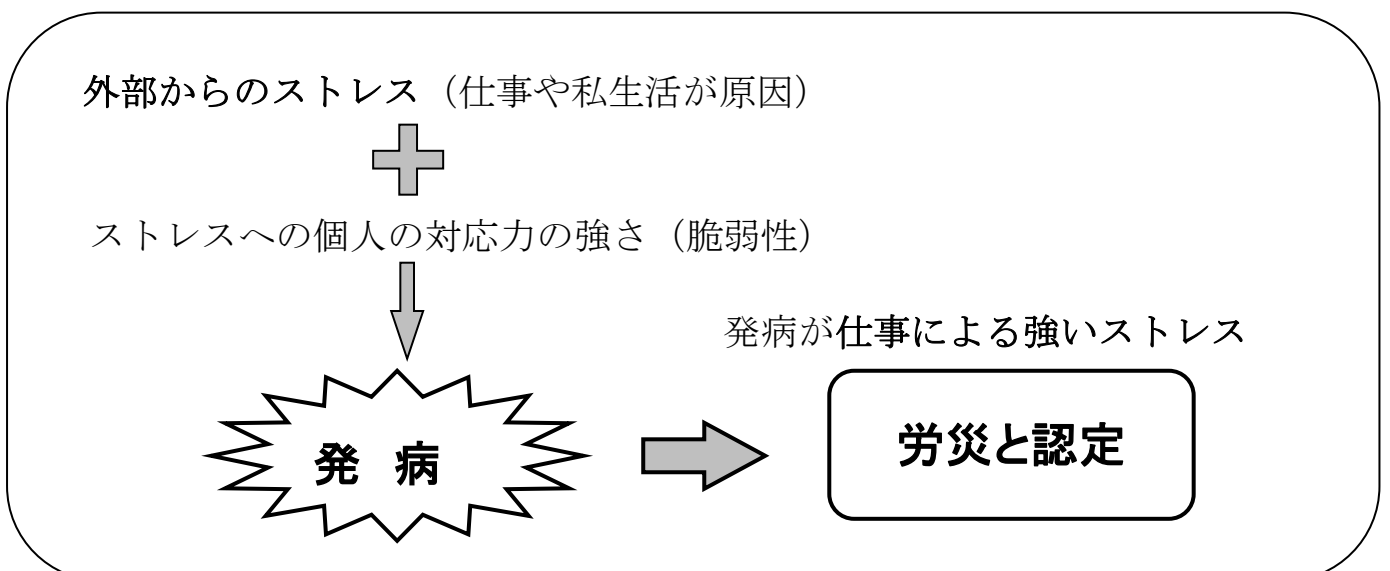 外部からのストレス（仕事や私生活が原因）
ストレスへの個人の対応力の強さ（脆弱性）
発病が仕事による強いストレス
発 病
労災と認定